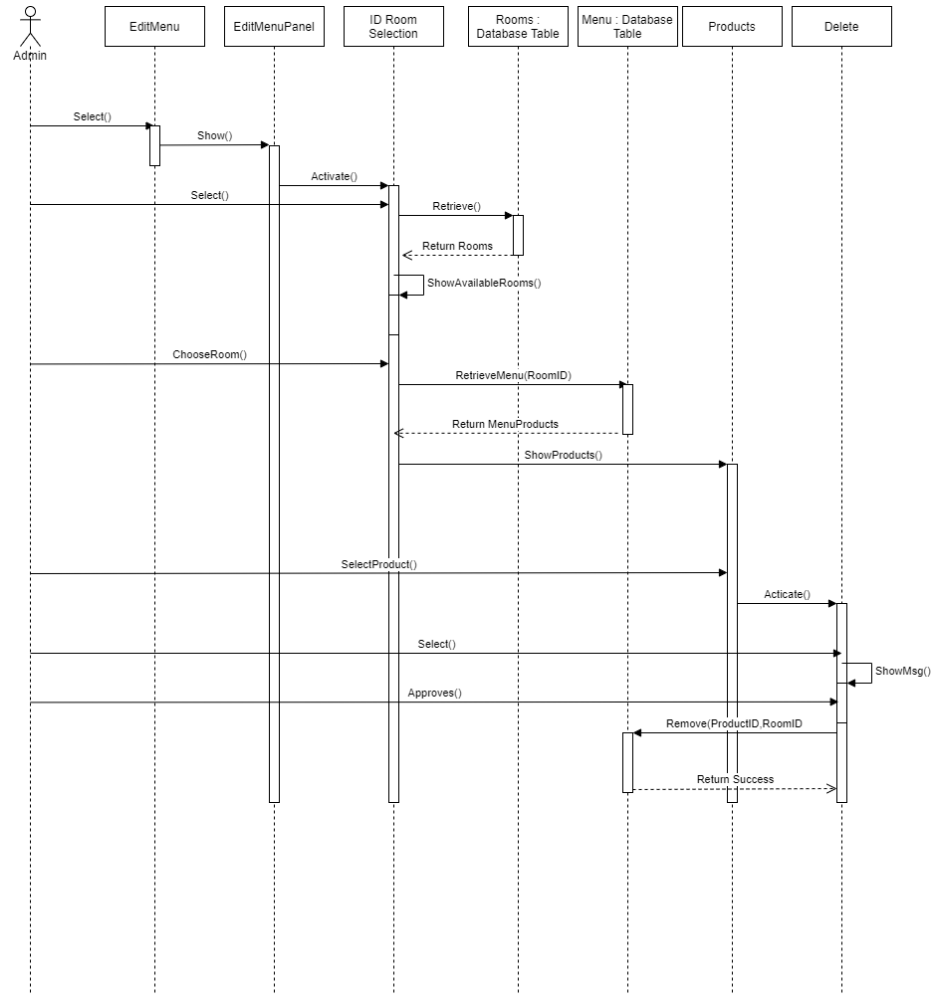 Admin
EditMenu
EditMenuPanel
ID Room
Selection
Rooms :
Database Table
Menu : Database
Table
Products
Delete
Select()
Show()
Activate()
Select()
Retrieve()
Return Rooms
ShowAvailableRooms()
ChooseRoom()
RetrieveMenu(RoomID)
Return MenuProducts
ShowProducts()
SelectProduct()
Acticate()
Select()
ShowMsg()
Approves()
Remove(ProductID,RoomID
Return Success